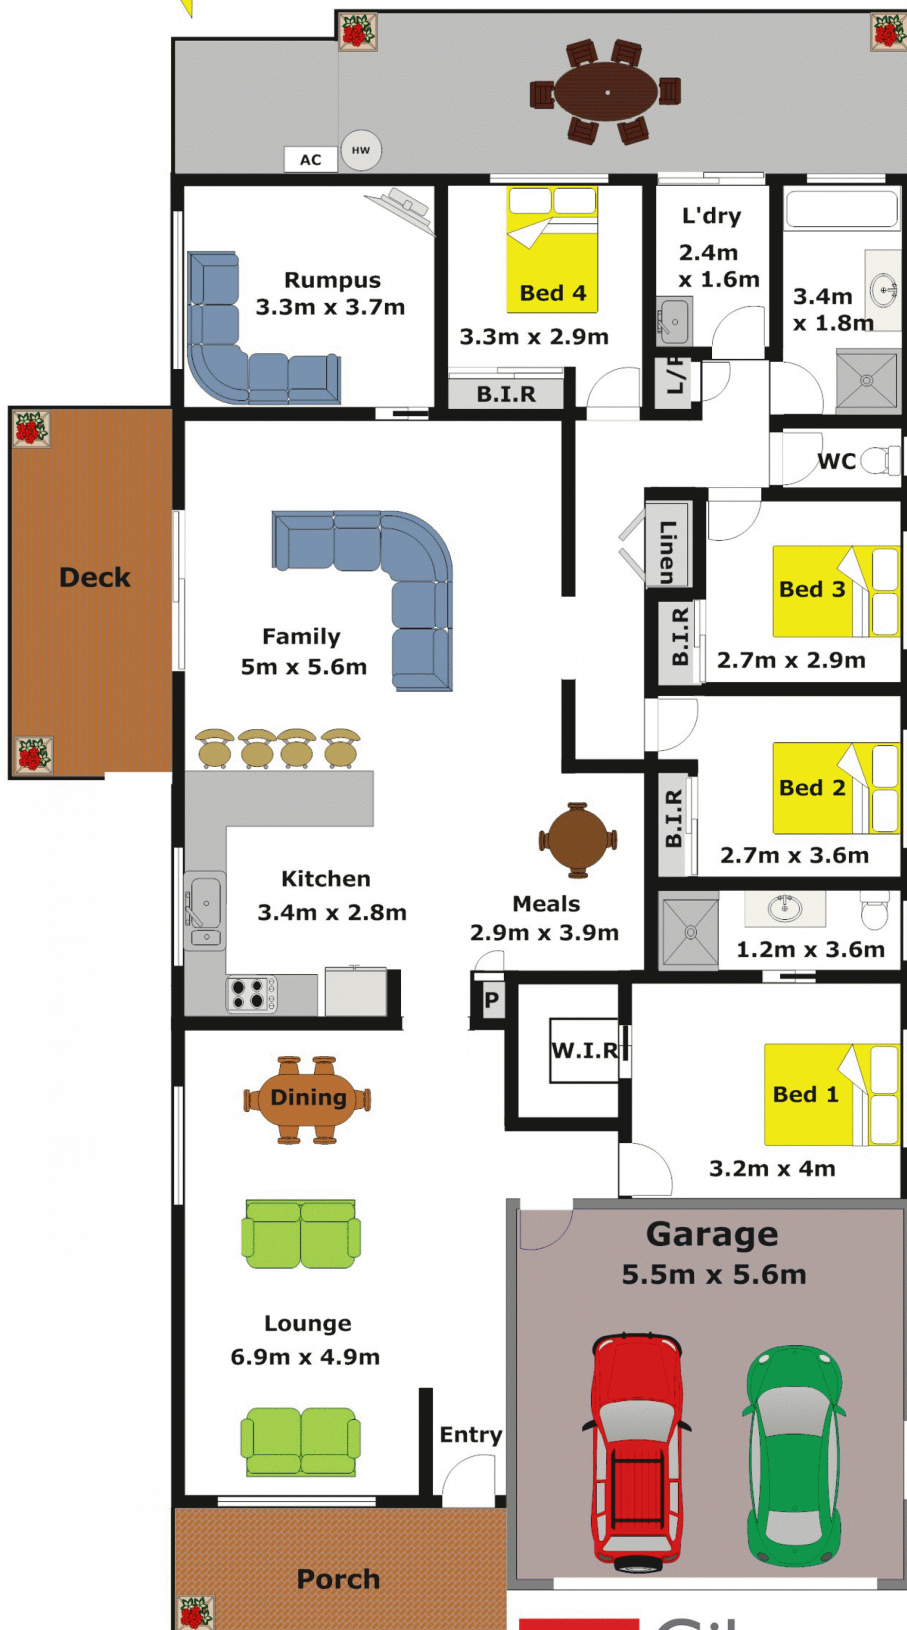 AC
HW
L'dry
2.4m
x 1.6m
Rumpus
3.3m x 3.7m
Bed 4
3.3m x 2.9m
3.4m
x 1.8m
B.I.R
WC
Linen
Deck
Bed 3
B.I.R
2.7m x 2.9m
Family
5m x 5.6m
Bed 2
B.I.R
2.7m x 3.6m
Kitchen
3.4m x 2.8m
Meals
2.9m x 3.9m
1.2m x 3.6m
P
W.I.R
Dining
Bed 1
3.2m x 4m
Garage
5.5m x 5.6m
Lounge
6.9m x 4.9m
Entry
Porch